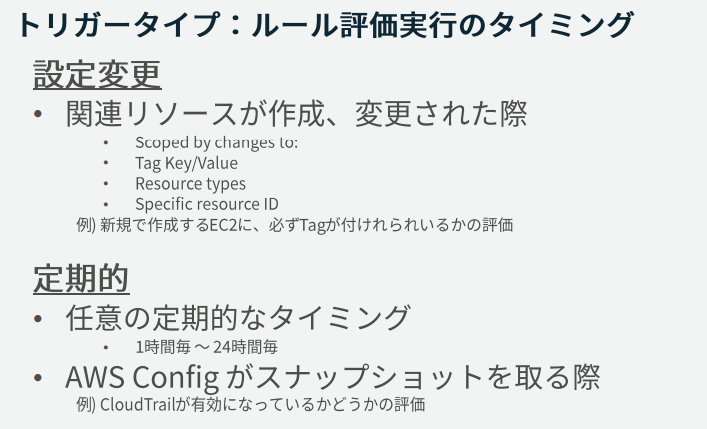 トリガータイプ：ルール評価実行のタイミング
設定変更
• 関連リソースが作成、変更された際
• Scoped by changes to:
• Tag Key/Value
• Resource types
• Specific resource ID
例) 新規で作成するEC2に、必ずTagが付けれられいるかの評価
定期的
• 任意の定期的なタイミング
• 1時間毎 〜 24時間毎
• AWS Config がスナップショットを取る際
例) CloudTrailが有効になっているかどうかの評価